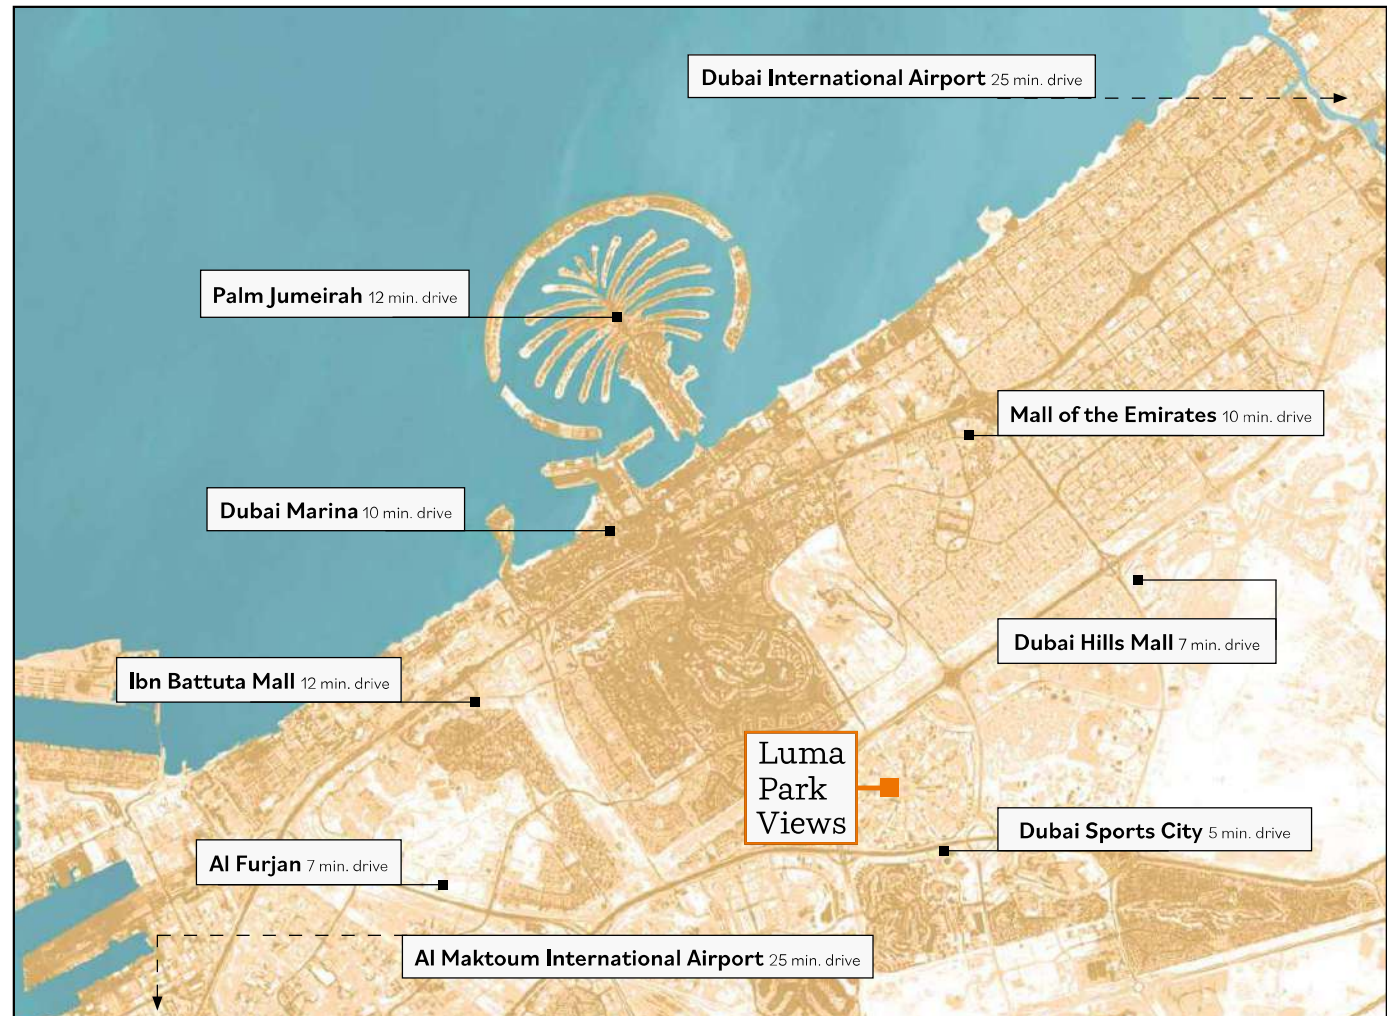 Dubai International Airport 25 min. drive
Palm Jumeirah 12 min. drive
Mall of the Emirates 10 min. drive
Dubai Marina 10 min. drive
Dubai Hills Mall 7 min. drive
Ibn Battuta Mall 12 min. drive
Luma
Park
Views
Dubai Sports City 5 min. drive
Al Furjan 7 min. drive
Al Maktoum International Airport 25 min. drive